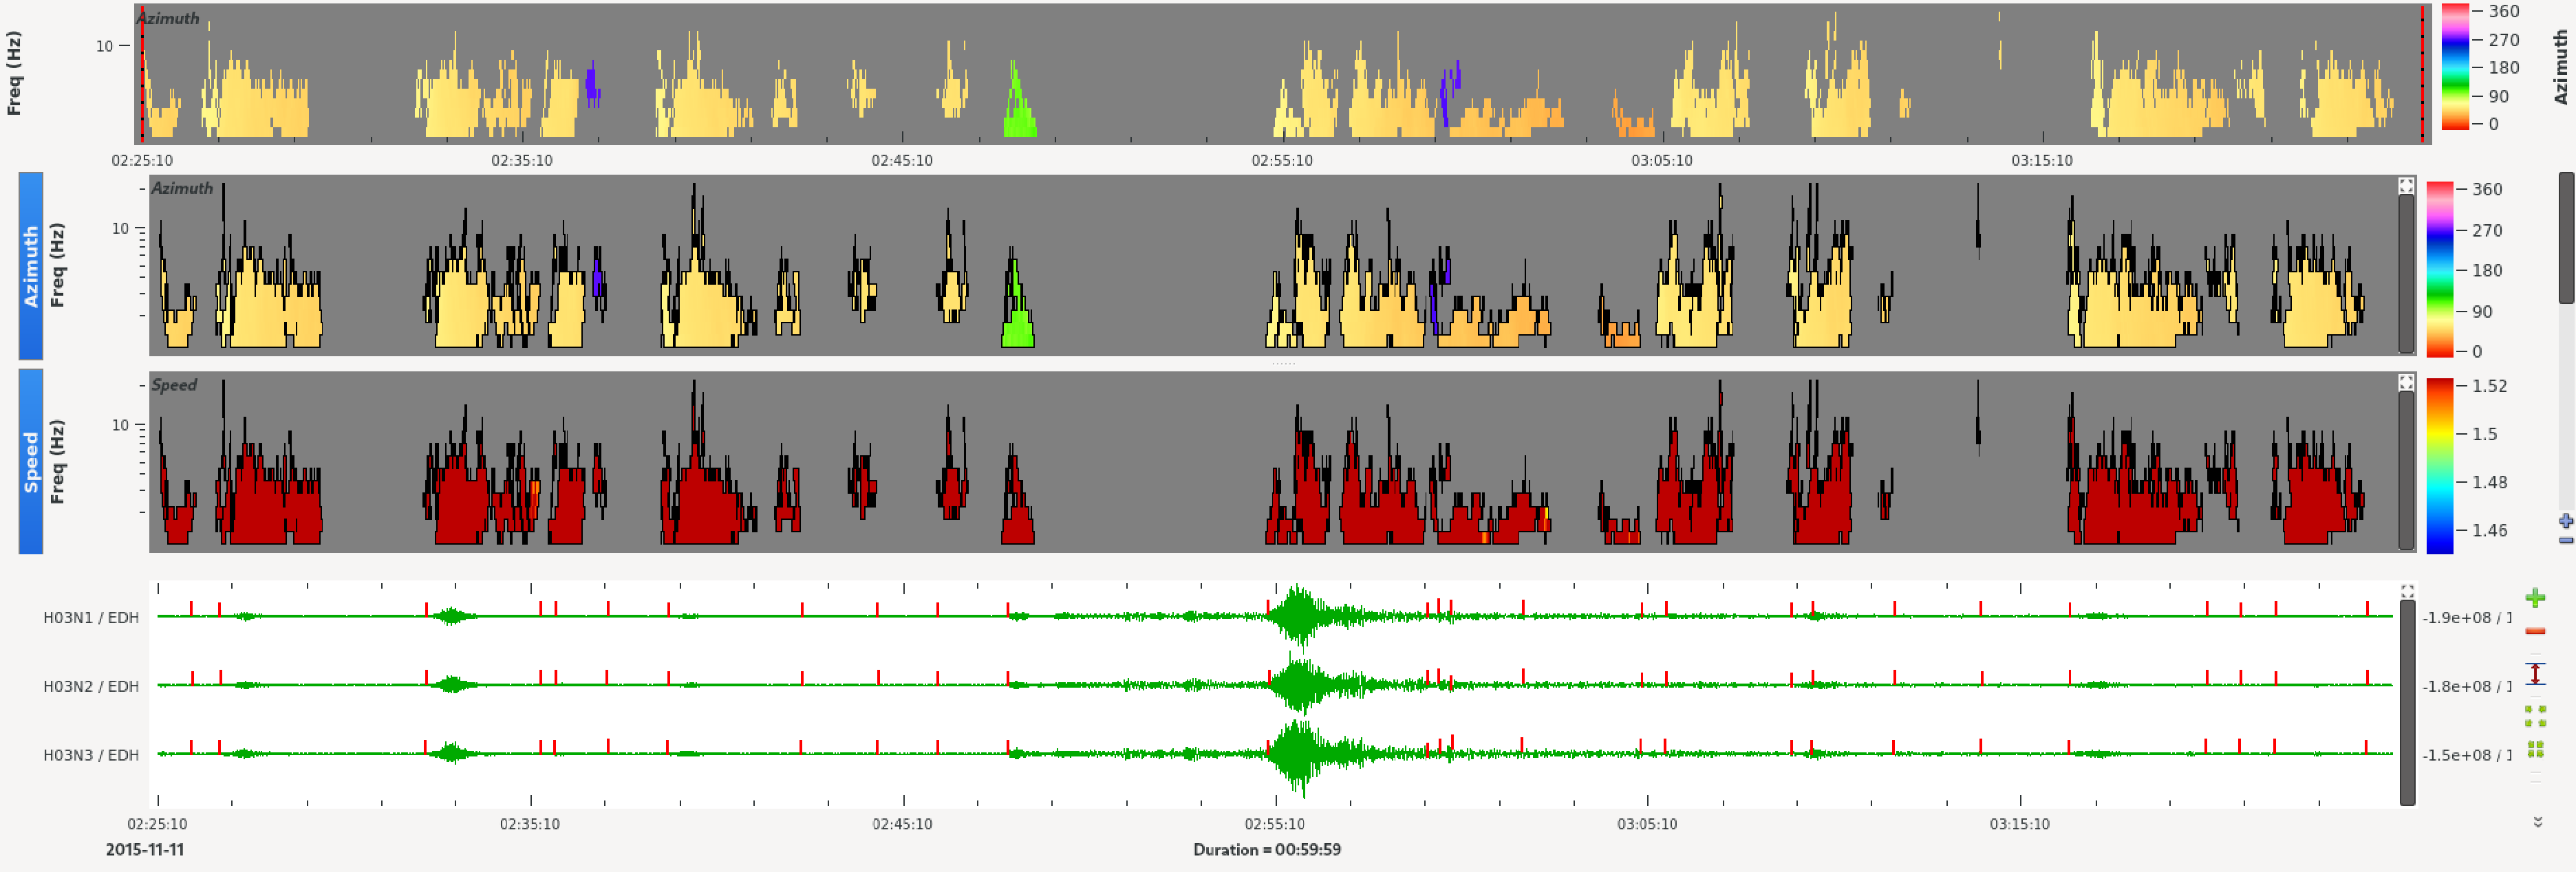 Azimuth
Freq (Hz)
10
02:25:10 02:35:10 02:45:10 02:55:10 03:05:10 03:15:10
360
270
180
90
0
Azimuth
Azimuth
Freq (Hz)
Azimuth
10
360
270
180
90
0
Speed
Freq (Hz)
Speed
10
1.52
1.5
1.48
1.46
H03N1 / EDH -1.9e+08 / 1
H03N2 / EDH -1.8e+08 / 1
H03N3 / EDH -1.5e+08 / 1
02:25:10 02:35:10 02:45:10 02:55:10 03:05:10 03:15:10
2015-11-11 Duration = 00:59:59